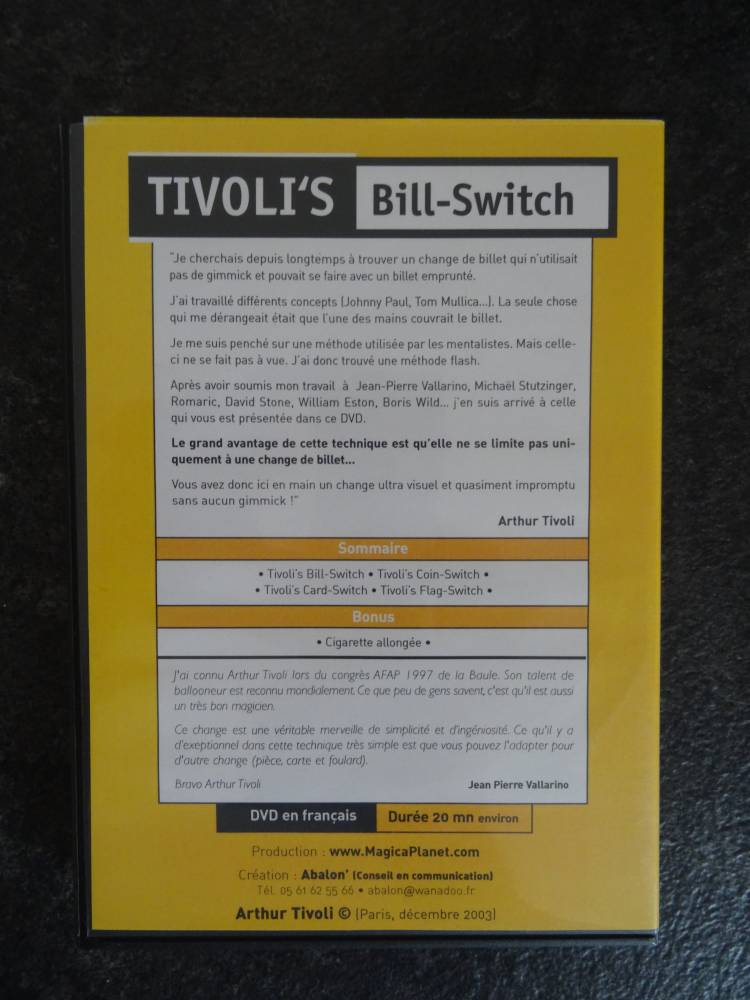 TIVOLI'S Bill-Switch
"Je cherchais depuis longtemps à trouver un change de billet qui n'utilisait
pas de gimmick et pouvait se faire avec un billet emprunté.
J'ai travaillé différents concepts (Johnny Paul, Tom Mullica...). La seule chose
qui me dérangeait était que l'une des mains couvrait le billet.
Je me suis penché sur une méthode utilisée par les mentalistes. Mais celle-
ci ne se fait pas à vue. J'ai donc trouvé une méthode flash.
Après avoir soumis mon travail à Jean-Pierre Vallarino, Michaël Stutzinger,
Romaric, David Stone, William Eston, Boris Wild... j'en suis arrivé à celle
qui vous est présentée dans ce DVD.
Le grand avantage de cette technique est qu'elle ne se limite pas uni-
quement à une change de billet...
Vous avez donc ici en main un change ultra visuel et quasiment impromptu
sans aucun gimmick !"
Arthur Tivoli
Sommaire
• Tivoli's Bill-Switch • Tivoli's Coin-Switch •
• Tivoli's Card-Switch • Tivoli's Flag-Switch •
Bonus
• Cigarette allongée •
J'ai connu Arthur Tivoli lors du congrès AFAP 1997 de la Baule. Son talent de
ballooneur est reconnu mondialement. Ce que peu de gens savent, c'est qu'il est aussi
un très bon magicien.
Ce change est une véritable merveille de simplicité et d'ingéniosité. Ce qu'il y a
d'exeptionnel dans cette technique très simple est que vous pouvez l'adapter pour
d'autre change (pièce, carte et foulard).
Bravo Arthur Tivoli
Jean Pierre Vallarino
DVD en français Durée 20 mn environ
Production : www.MagicaPlanet.com
Création : Abalon' (Conseil en communication)
Tél. 05 61 62 55 66 • abalon@wanadoo.fr
Arthur Tivoli © (Paris, décembre 2003)